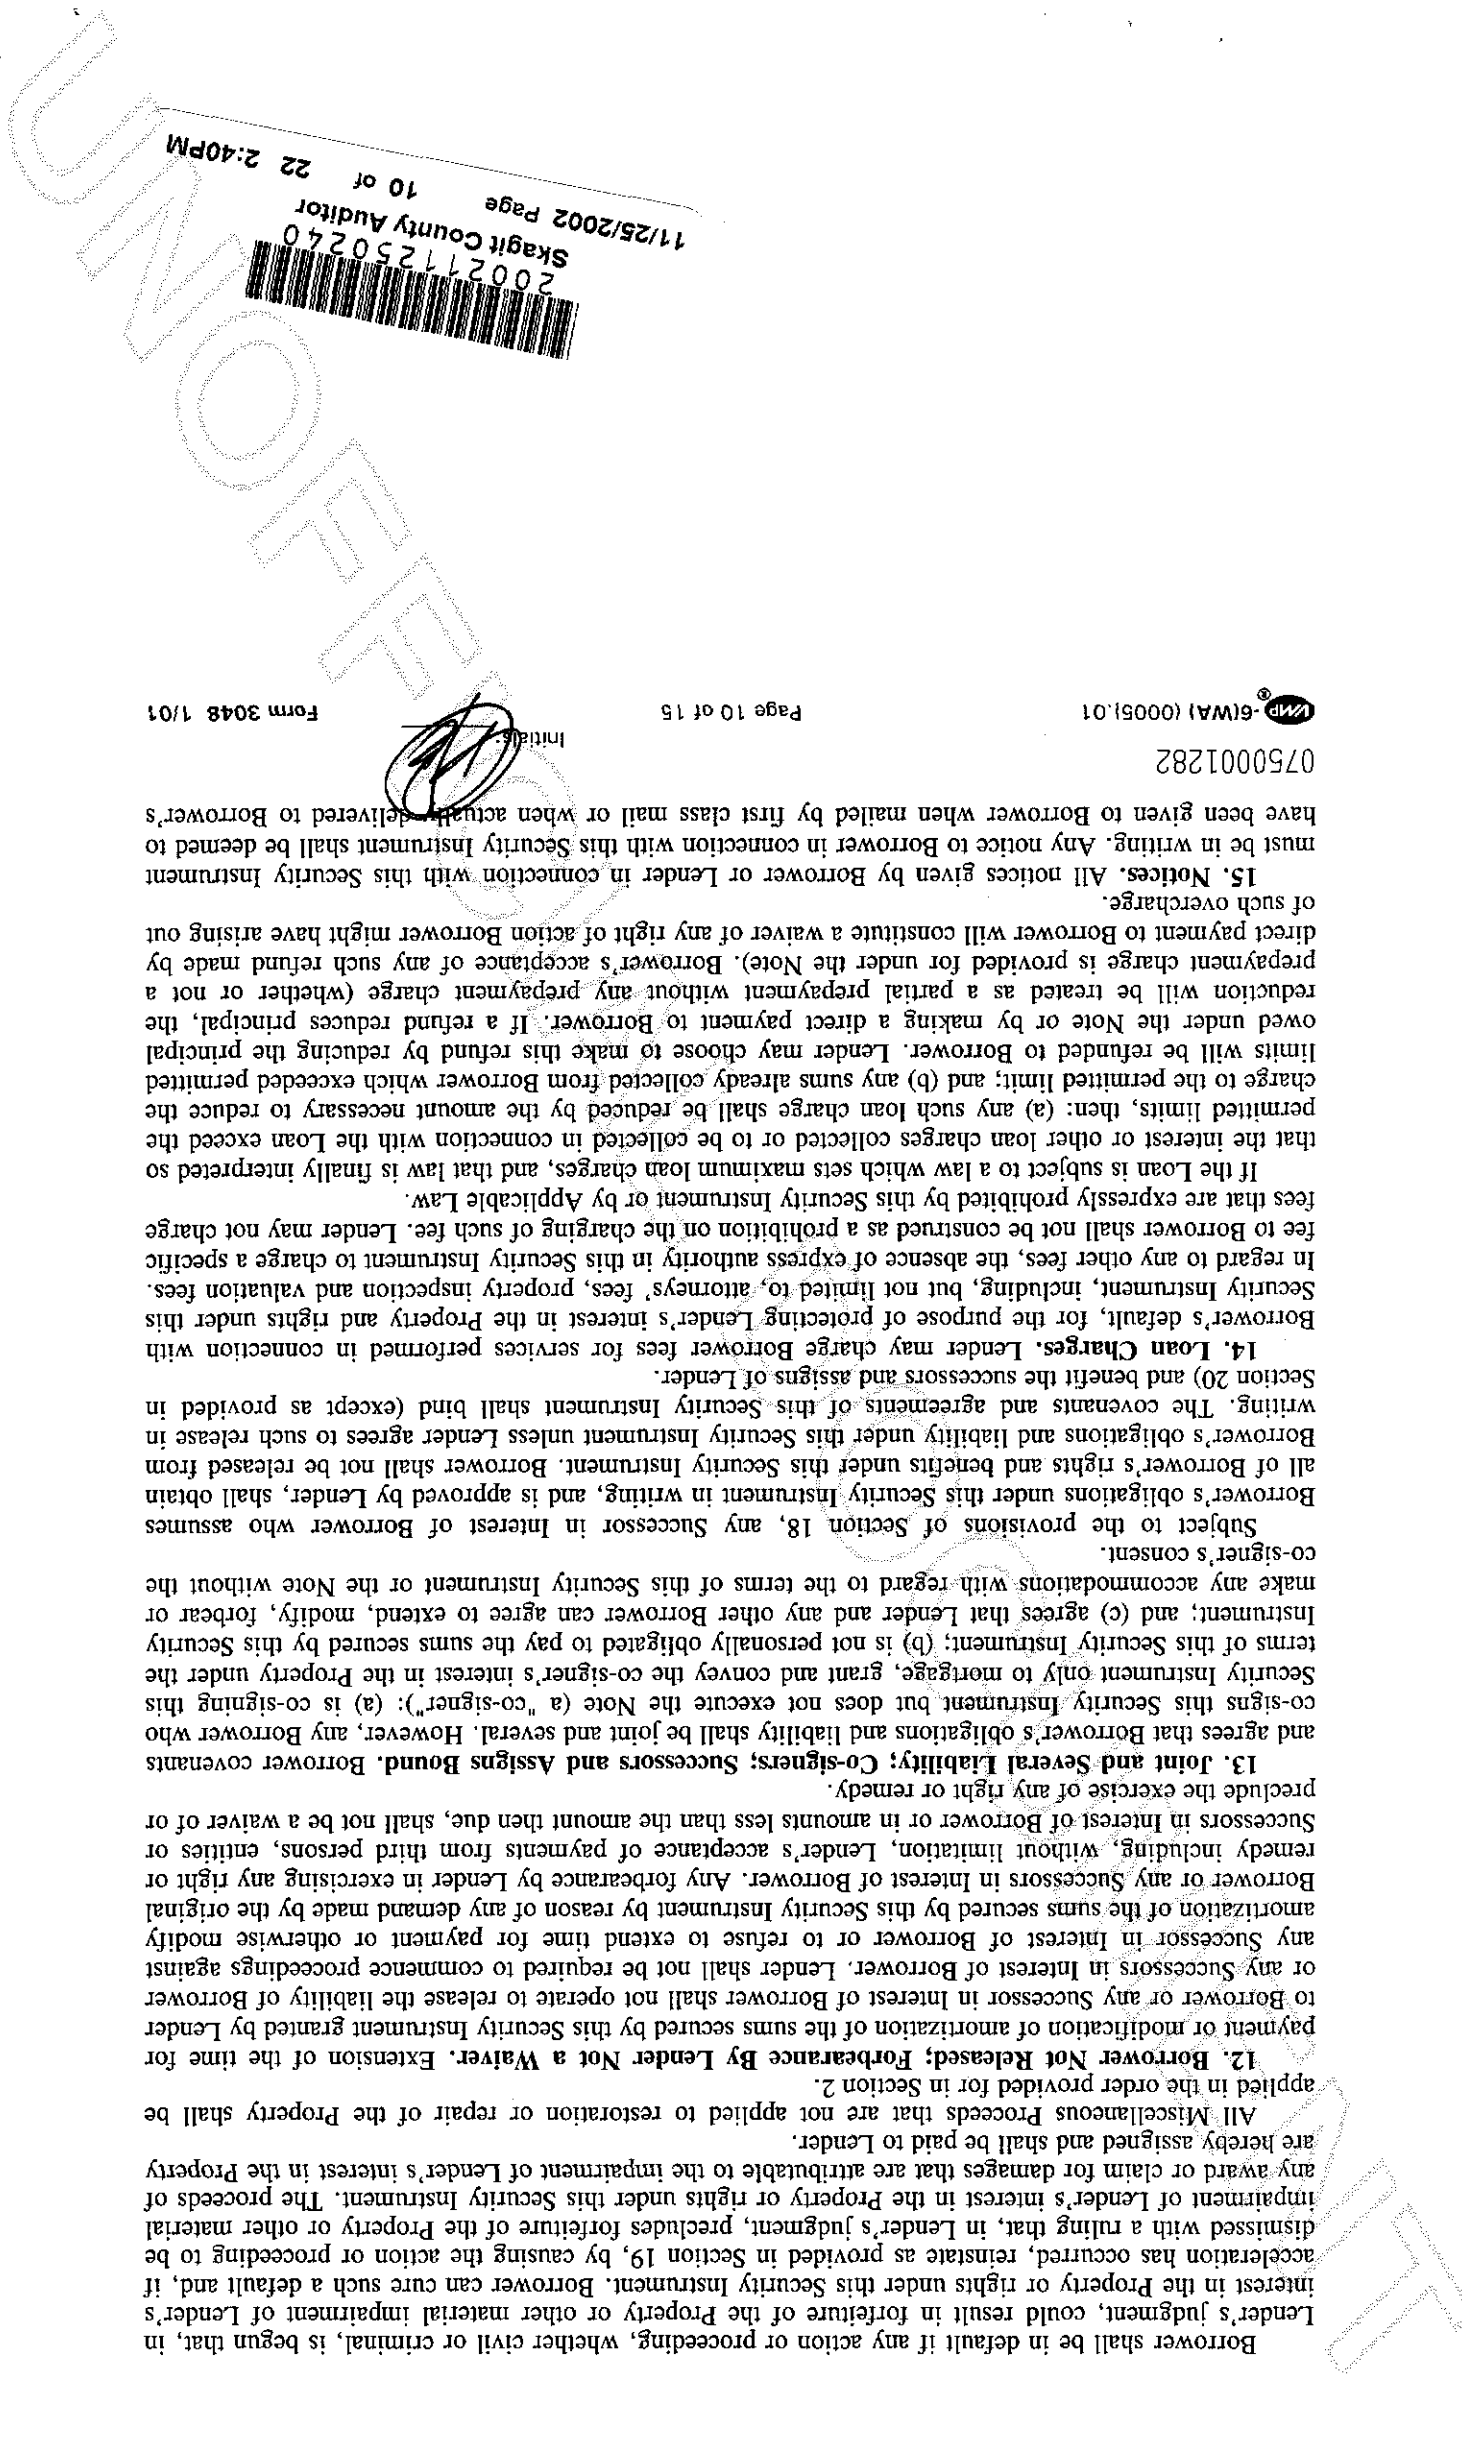 Borrower shall be in default if any action or proceeding, whether civil or criminal, is begun that, in
Lender's judgment, could result in forfeiture of the Property or other material impairment of Lender's
interest in the Property or rights under this Security Instrument. Borrower can cure such a default and, if
acceleration has occurred, reinstate as provided in Section 19, by causing the action or proceeding to be
dismissed with a ruling that, in Lender's judgment, precludes forfeiture of the Property or other material
impairment of Lender's interest in the Property or rights under this Security Instrument. The proceeds of
any award or claim for damages that are attributable to the impairment of Lender's interest in the Property
are hereby assigned and shall be paid to Lender.
All Miscellaneous Proceeds that are not applied to restoration or repair of the Property shall be
applied in the order provided for in Section 2.
12. Borrower Not Released; Forbearance By Lender Not a Waiver. Extension of the time for
payment or modification of amortization of the sums secured by this Security Instrument granted by Lender
to Borrower or any Successor in Interest of Borrower shall not operate to release the liability of Borrower
or any Successors in Interest of Borrower. Lender shall not be required to commence proceedings against
any Successor in Interest of Borrower or to refuse to extend time for payment or otherwise modify
amortization of the sums secured by this Security Instrument by reason of any demand made by the original
Borrower or any Successors in Interest of Borrower. Any forbearance by Lender in exercising any right or
remedy including, without limitation, Lender's acceptance of payments from third persons, entities or
Successors in Interest of Borrower or in amounts less than the amount then due, shall not be a waiver of or
preclude the exercise of any right or remedy.
13. Joint and Several Liability; Co-signers; Successors and Assigns Bound. Borrower covenants
and agrees that Borrower's obligations and liability shall be joint and several. However, any Borrower who
co-signs this Security Instrument but does not execute the Note (a "co-signer"): (a) is co-signing this
Security Instrument only to mortgage, grant and convey the co-signer's interest in the Property under the
terms of this Security Instrument; (b) is not personally obligated to pay the sums secured by this Security
Instrument; and (c) agrees that Lender and any other Borrower can agree to extend, modify, forbear or
make any accommodations with regard to the terms of this Security Instrument or the Note without the
co-signer's consent.
Subject to the provisions of Section 18, any Successor in Interest of Borrower who assumes
Borrower's obligations under this Security Instrument in writing, and is approved by Lender, shall obtain
all of Borrower's rights and benefits under this Security Instrument. Borrower shall not be released from
Borrower's obligations and liability under this Security Instrument unless Lender agrees to such release in
writing. The covenants and agreements of this Security Instrument shall bind (except as provided in
Section 20) and benefit the successors and assigns of Lender.
14. Loan Charges. Lender may charge Borrower fees for services performed in connection with
Borrower's default, for the purpose of protecting Lender's interest in the Property and rights under this
Security Instrument, including, but not limited to, attorneys' fees, property inspection and valuation fees.
In regard to any other fees, the absence of express authority in this Security Instrument to charge a specific
fee to Borrower shall not be construed as a prohibition on the charging of such fee. Lender may not charge
fees that are expressly prohibited by this Security Instrument or by Applicable Law.
If the Loan is subject to a law which sets maximum loan charges, and that law is finally interpreted so
that the interest or other loan charges collected or to be collected in connection with the Loan exceed the
permitted limits, then: (a) any such loan charge shall be reduced by the amount necessary to reduce the
charge to the permitted limit; and (b) any sums already collected from Borrower which exceeded permitted
limits will be refunded to Borrower. Lender may choose to make this refund by reducing the principal
owed under the Note or by making a direct payment to Borrower. If a refund reduces principal, the
reduction will be treated as a partial prepayment without any prepayment charge (whether or not a
prepayment charge is provided for under the Note). Borrower's acceptance of any such refund made by
direct payment to Borrower will constitute a waiver of any right of action Borrower might have arising out
of such overcharge.
15. Notices. All notices given by Borrower or Lender in connection with this Security Instrument
must be in writing. Any notice to Borrower in connection with this Security Instrument shall be deemed to
have been given to Borrower when mailed by first class mail or when actually delivered to Borrower's
0750001282
Initials:
VMP®-6(WA) (0005).01 Page 10 of 15 Form 3048 1/01
200211250240
Skagit County Auditor
11/25/2002 Page 10 of 22 2:40PM
UNOFFICIAL DOCUMENT